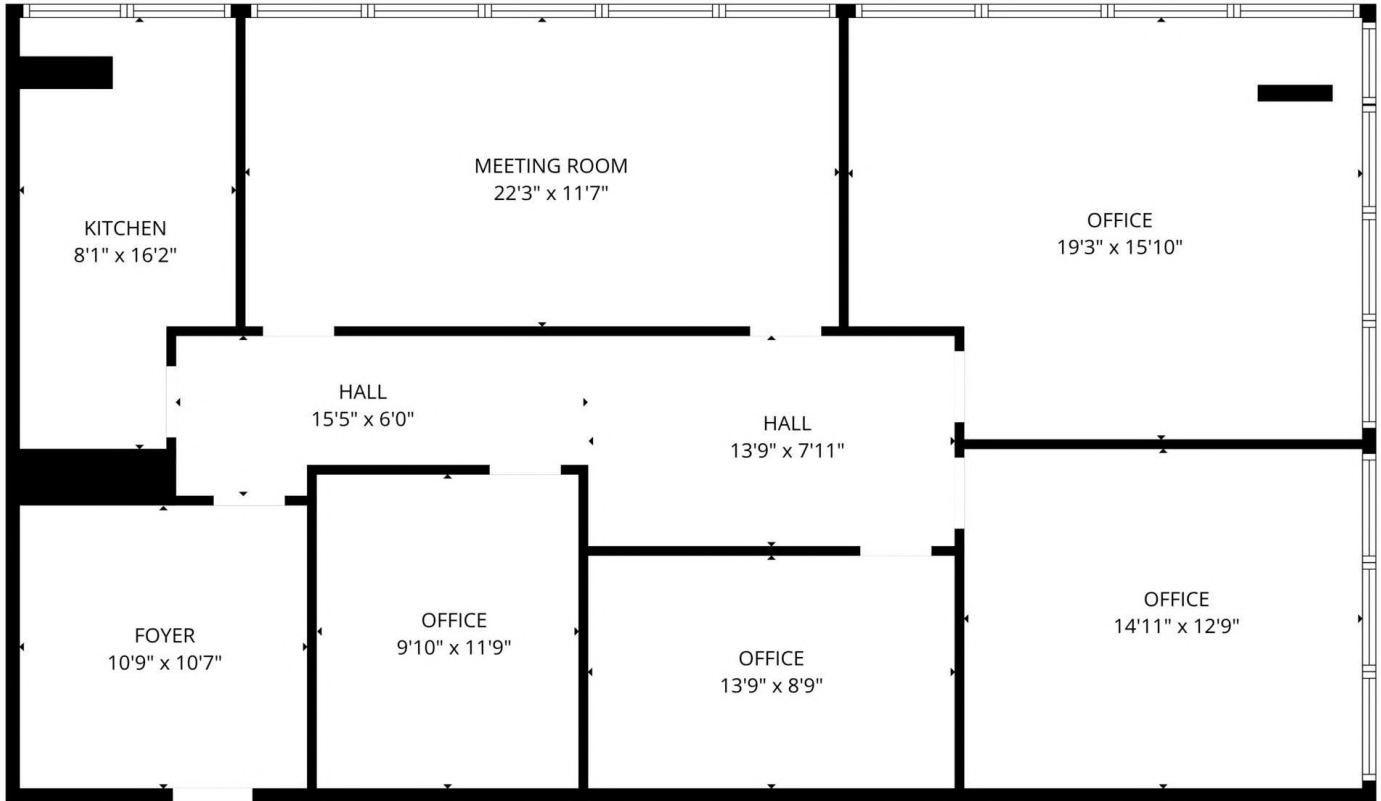 MEETING ROOM
22'3" x 11'7"
KITCHEN
8'1" x 16'2"
OFFICE
19'3" x 15'10"
HALL
15'5" x 6'0"
HALL
13'9" x 7'11"
FOYER
10'9" x 10'7"
OFFICE
9'10" x 11'9"
OFFICE
13'9" x 8'9"
OFFICE
14'11" x 12'9"